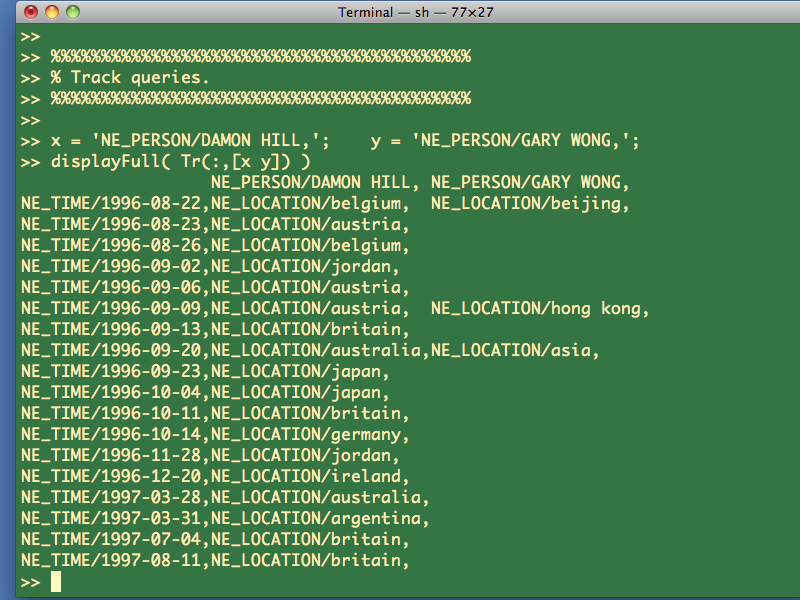 Terminal — sh — 77×27
>>
>> %%%%%%%%%%%%%%%%%%%%%%%%%%%%%%%%%%%%%%%%%%
>> % Track queries.
>> %%%%%%%%%%%%%%%%%%%%%%%%%%%%%%%%%%%%%%%%%%
>>
>> x = 'NE_PERSON/DAMON HILL,';    y = 'NE_PERSON/GARY WONG,';
>> displayFull( Tr(:,[x y]) )
                   NE_PERSON/DAMON HILL, NE_PERSON/GARY WONG,
NE_TIME/1996-08-22,NE_LOCATION/belgium,  NE_LOCATION/beijing,
NE_TIME/1996-08-23,NE_LOCATION/austria,
NE_TIME/1996-08-26,NE_LOCATION/belgium,
NE_TIME/1996-09-02,NE_LOCATION/jordan,
NE_TIME/1996-09-06,NE_LOCATION/austria,
NE_TIME/1996-09-09,NE_LOCATION/austria,  NE_LOCATION/hong kong,
NE_TIME/1996-09-13,NE_LOCATION/britain,
NE_TIME/1996-09-20,NE_LOCATION/australia,NE_LOCATION/asia,
NE_TIME/1996-09-23,NE_LOCATION/japan,
NE_TIME/1996-10-04,NE_LOCATION/japan,
NE_TIME/1996-10-11,NE_LOCATION/britain,
NE_TIME/1996-10-14,NE_LOCATION/germany,
NE_TIME/1996-11-28,NE_LOCATION/jordan,
NE_TIME/1996-12-20,NE_LOCATION/ireland,
NE_TIME/1997-03-28,NE_LOCATION/australia,
NE_TIME/1997-03-31,NE_LOCATION/argentina,
NE_TIME/1997-07-04,NE_LOCATION/britain,
NE_TIME/1997-08-11,NE_LOCATION/britain,
>>